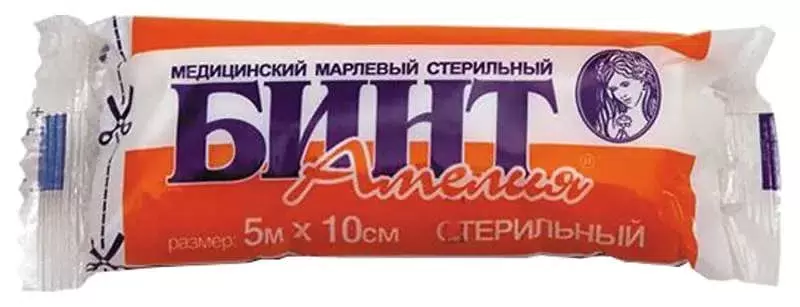 МЕДИЦИНСКИЙ МАРЛЕВЫЙ СТЕРИЛЬНЫЙ
БИНТ
Амелия®
размер: 5м x 10см СТЕРИЛЬНЫЙ